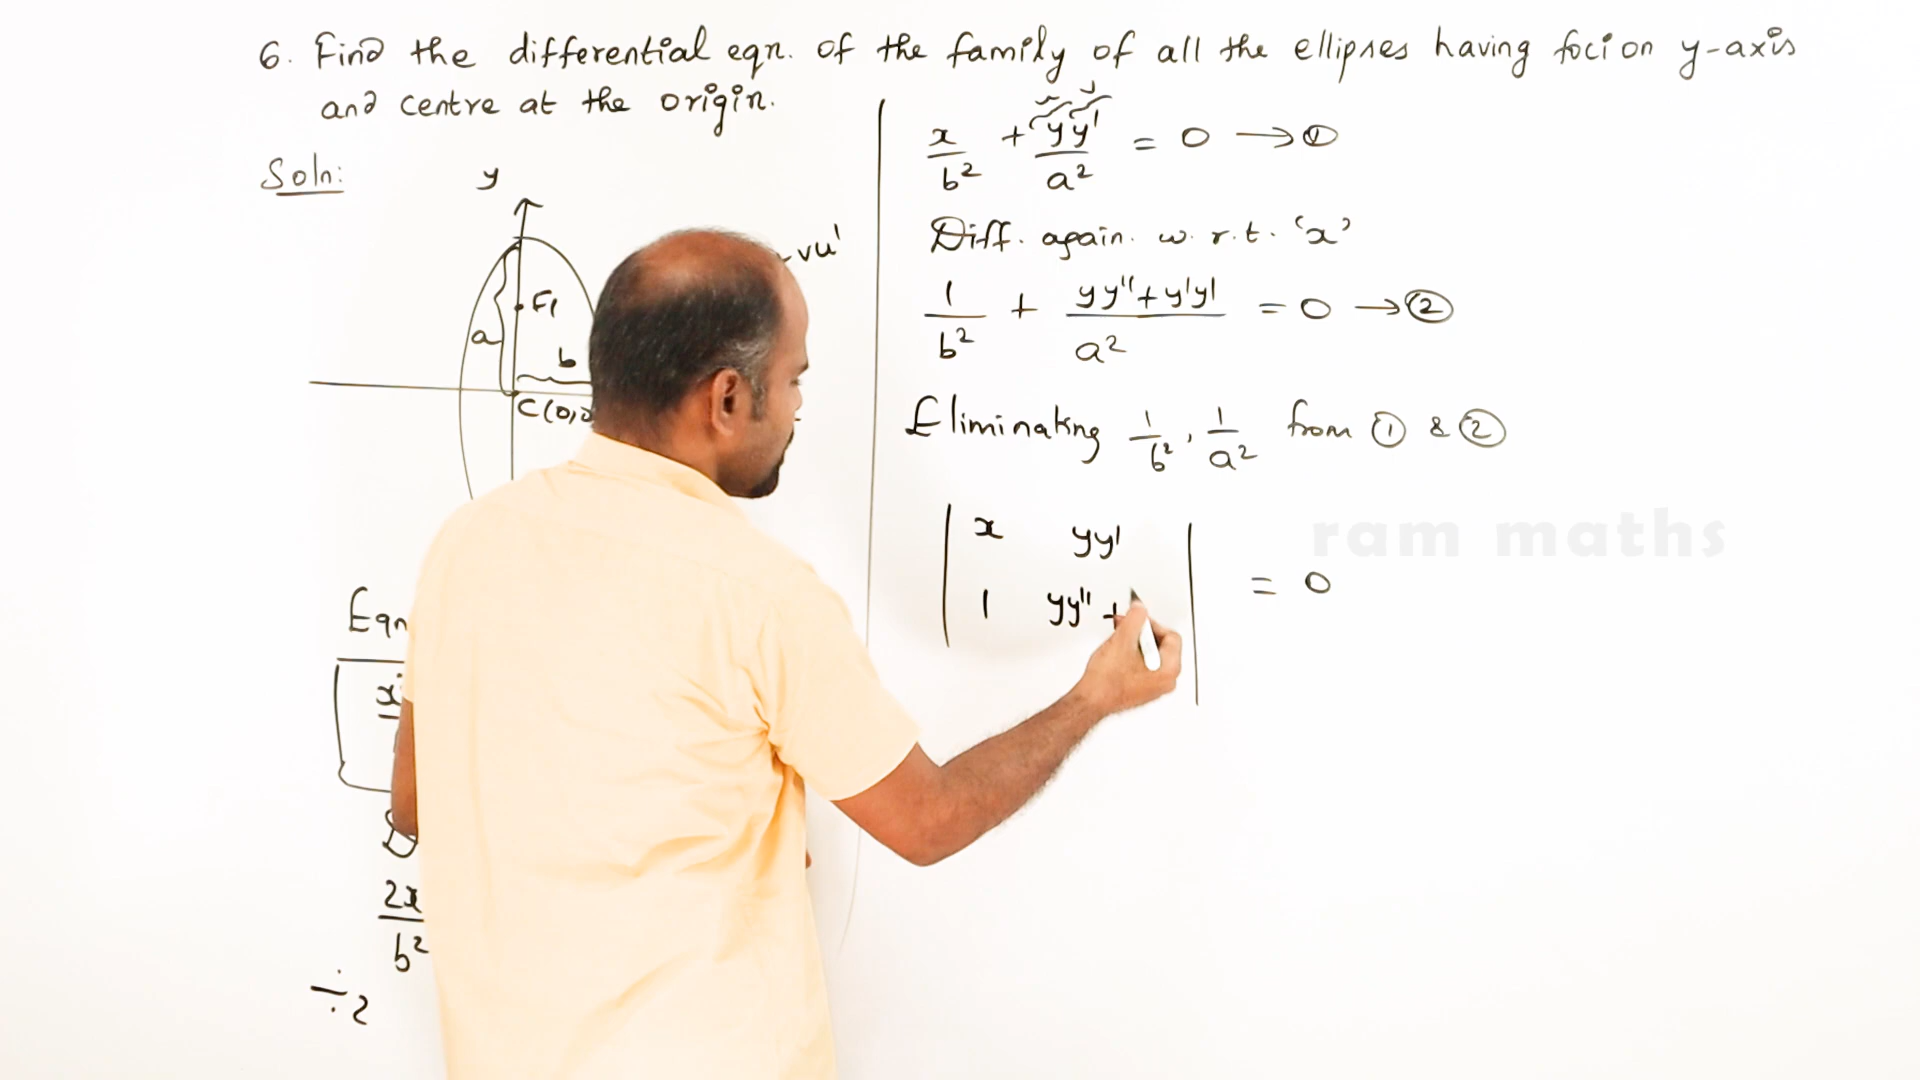 6. Find the differential eqn. of the family of all the ellipses having foci on y-axis
and centre at the origin.
Soln:
y
vu'
F1
a
b
C(0,0
Eqn
x
2x
b²
÷2
x/b² + yy'/a² = 0 → ①
Diff. again. w.r.t. 'x'
1/b² + yy''+y'y'/a² = 0 → ②
Eliminating 1/b², 1/a² from ① & ②
x yy'
1 yy'' +
= 0
ram maths